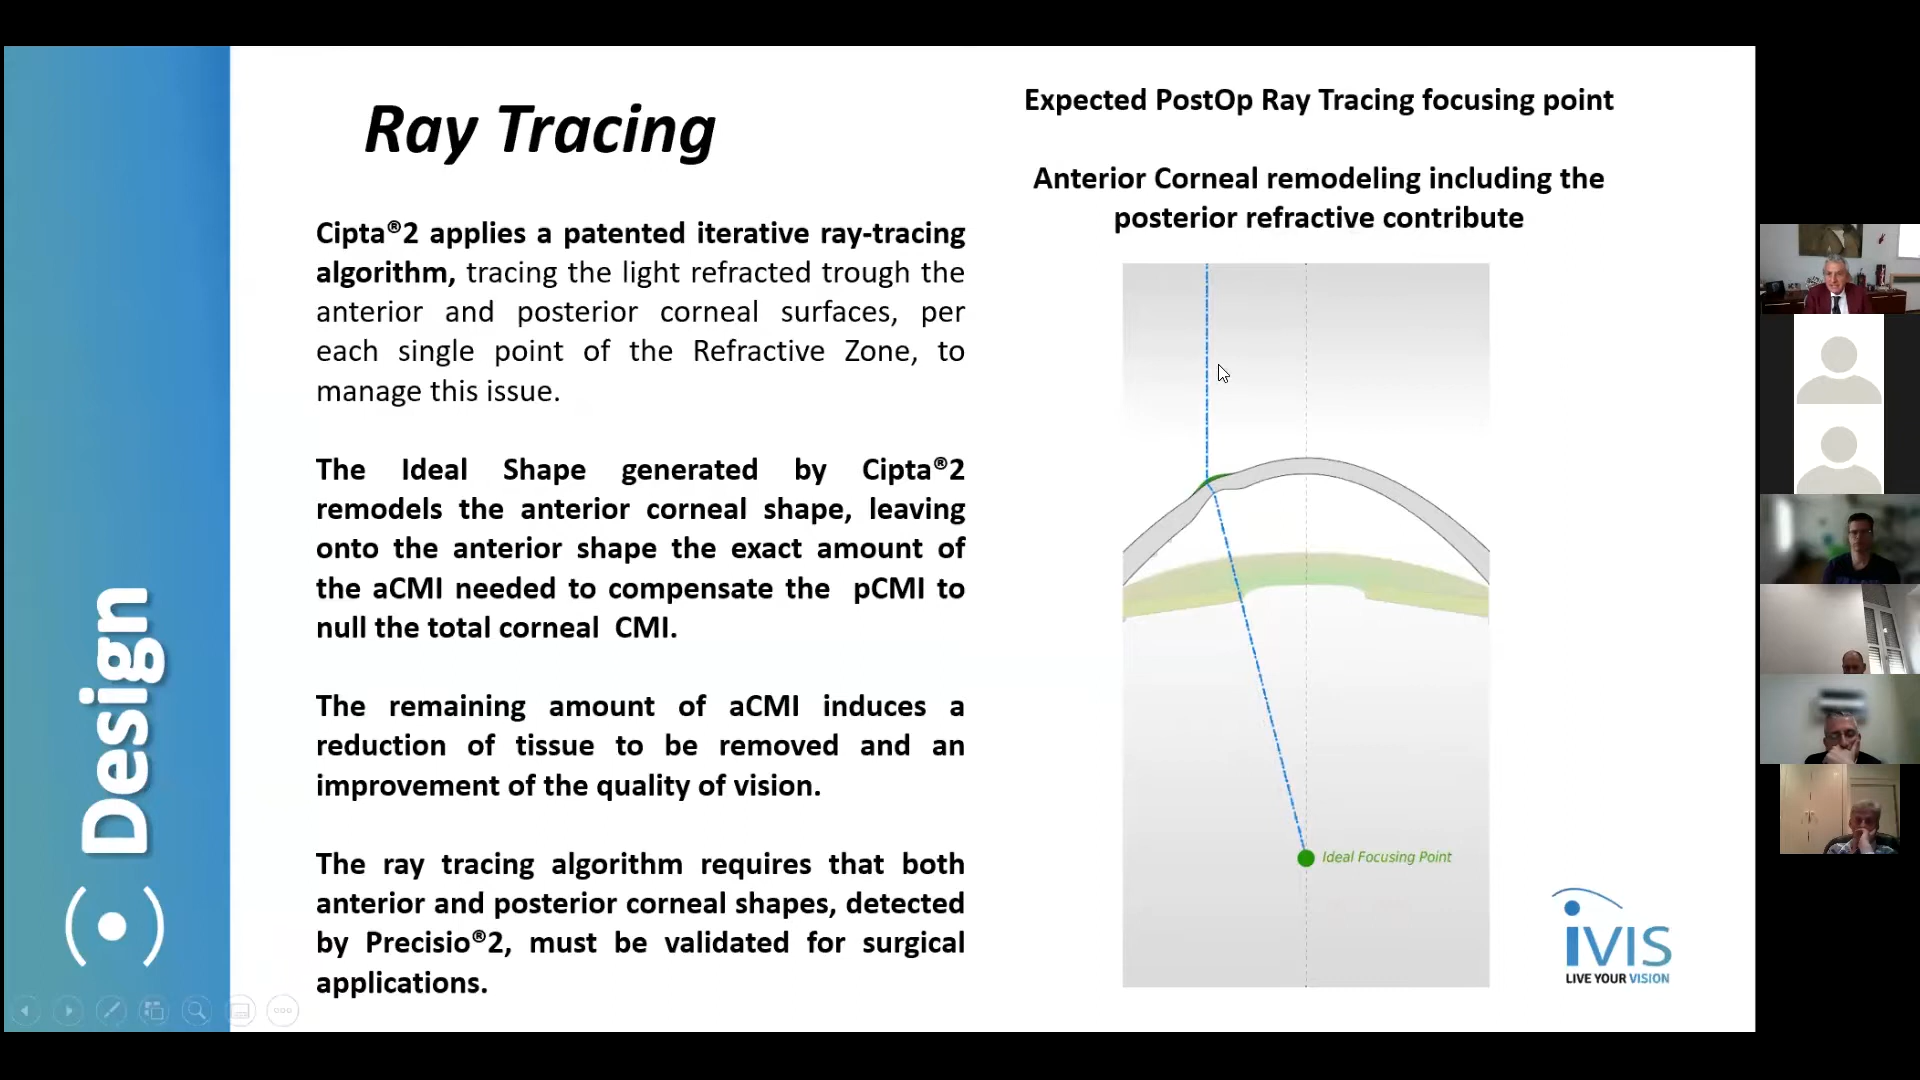 Ray Tracing
Cipta®2 applies a patented iterative ray-tracing
algorithm, tracing the light refracted trough the
anterior and posterior corneal surfaces, per
each single point of the Refractive Zone, to
manage this issue.
The Ideal Shape generated by Cipta®2
remodels the anterior corneal shape, leaving
onto the anterior shape the exact amount of
the aCMI needed to compensate the pCMI to
null the total corneal CMI.
The remaining amount of aCMI induces a
reduction of tissue to be removed and an
improvement of the quality of vision.
The ray tracing algorithm requires that both
anterior and posterior corneal shapes, detected
by Precisio®2, must be validated for surgical
applications.
Expected PostOp Ray Tracing focusing point
Anterior Corneal remodeling including the
posterior refractive contribute
Ideal Focusing Point
Design
iVIS
LIVE YOUR VISION